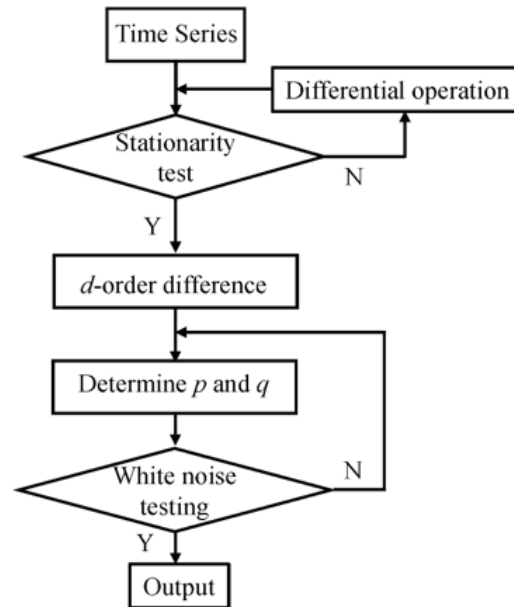 Time Series
Differential operation
Stationarity
test
N
Y
d-order difference
Determine p and q
White noise
testing
N
Y
Output